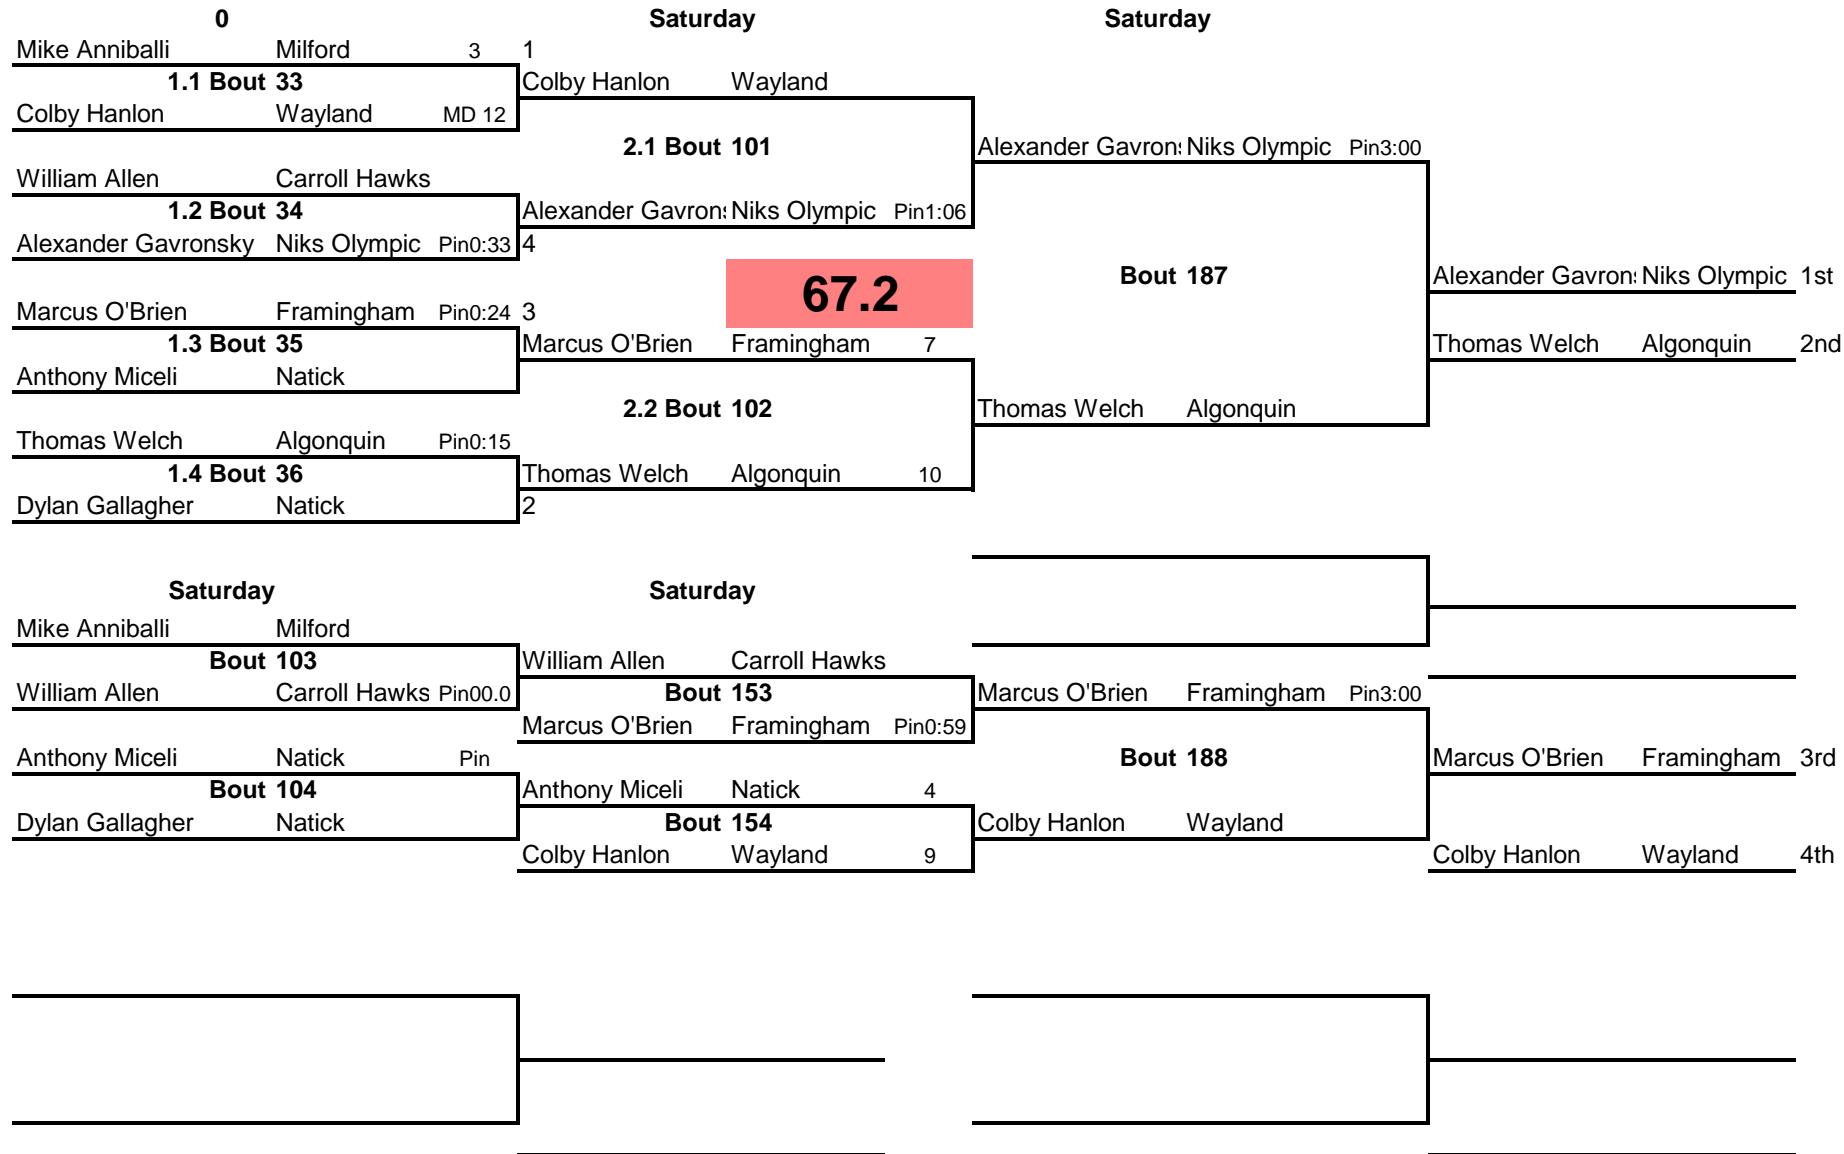 0 Saturday Saturday
Mike Anniballi Milford 3 1
1.1 Bout 33 Colby Hanlon Wayland
Colby Hanlon Wayland MD 12
2.1 Bout 101 Alexander Gavrons Niks Olympic Pin3:00
William Allen Carroll Hawks
1.2 Bout 34 Alexander Gavrons Niks Olympic Pin1:06
Alexander Gavronsky Niks Olympic Pin0:33 4
67.2 Bout 187 Alexander Gavrons Niks Olympic 1st
Marcus O'Brien Framingham Pin0:24 3
1.3 Bout 35 Marcus O'Brien Framingham 7 Thomas Welch Algonquin 2nd
Anthony Miceli Natick
2.2 Bout 102 Thomas Welch Algonquin
Thomas Welch Algonquin Pin0:15
1.4 Bout 36 Thomas Welch Algonquin 10
Dylan Gallagher Natick 2
Saturday Saturday
Mike Anniballi Milford
Bout 103 William Allen Carroll Hawks
William Allen Carroll Hawks Pin00.0 Bout 153 Marcus O'Brien Framingham Pin3:00
Marcus O'Brien Framingham Pin0:59
Anthony Miceli Natick Pin Bout 188 Marcus O'Brien Framingham 3rd
Bout 104 Anthony Miceli Natick 4
Dylan Gallagher Natick Bout 154 Colby Hanlon Wayland
Colby Hanlon Wayland 9 Colby Hanlon Wayland 4th